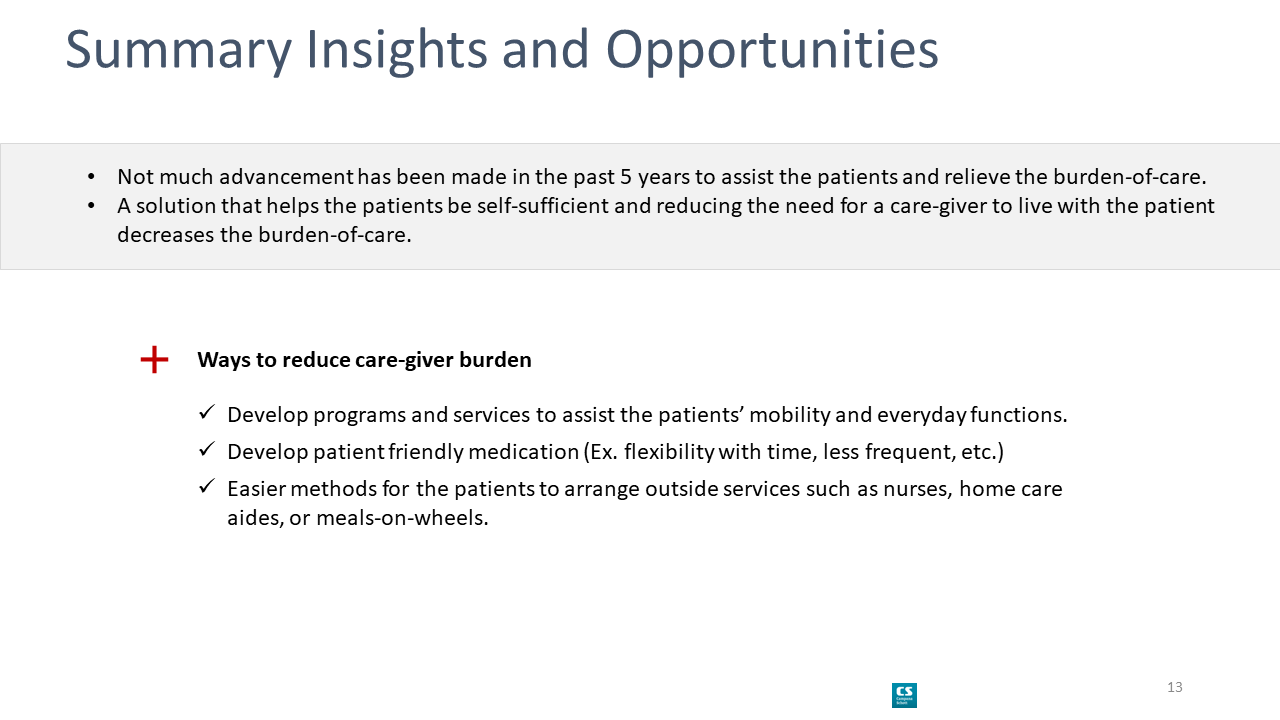 Summary Insights and Opportunities
• Not much advancement has been made in the past 5 years to assist the patients and relieve the burden-of-care.
• A solution that helps the patients be self-sufficient and reducing the need for a care-giver to live with the patient
decreases the burden-of-care.
Ways to reduce care-giver burden
✓ Develop programs and services to assist the patients’ mobility and everyday functions.
✓ Develop patient friendly medication (Ex. flexibility with time, less frequent, etc.)
✓ Easier methods for the patients to arrange outside services such as nurses, home care
aides, or meals-on-wheels.
CS
13